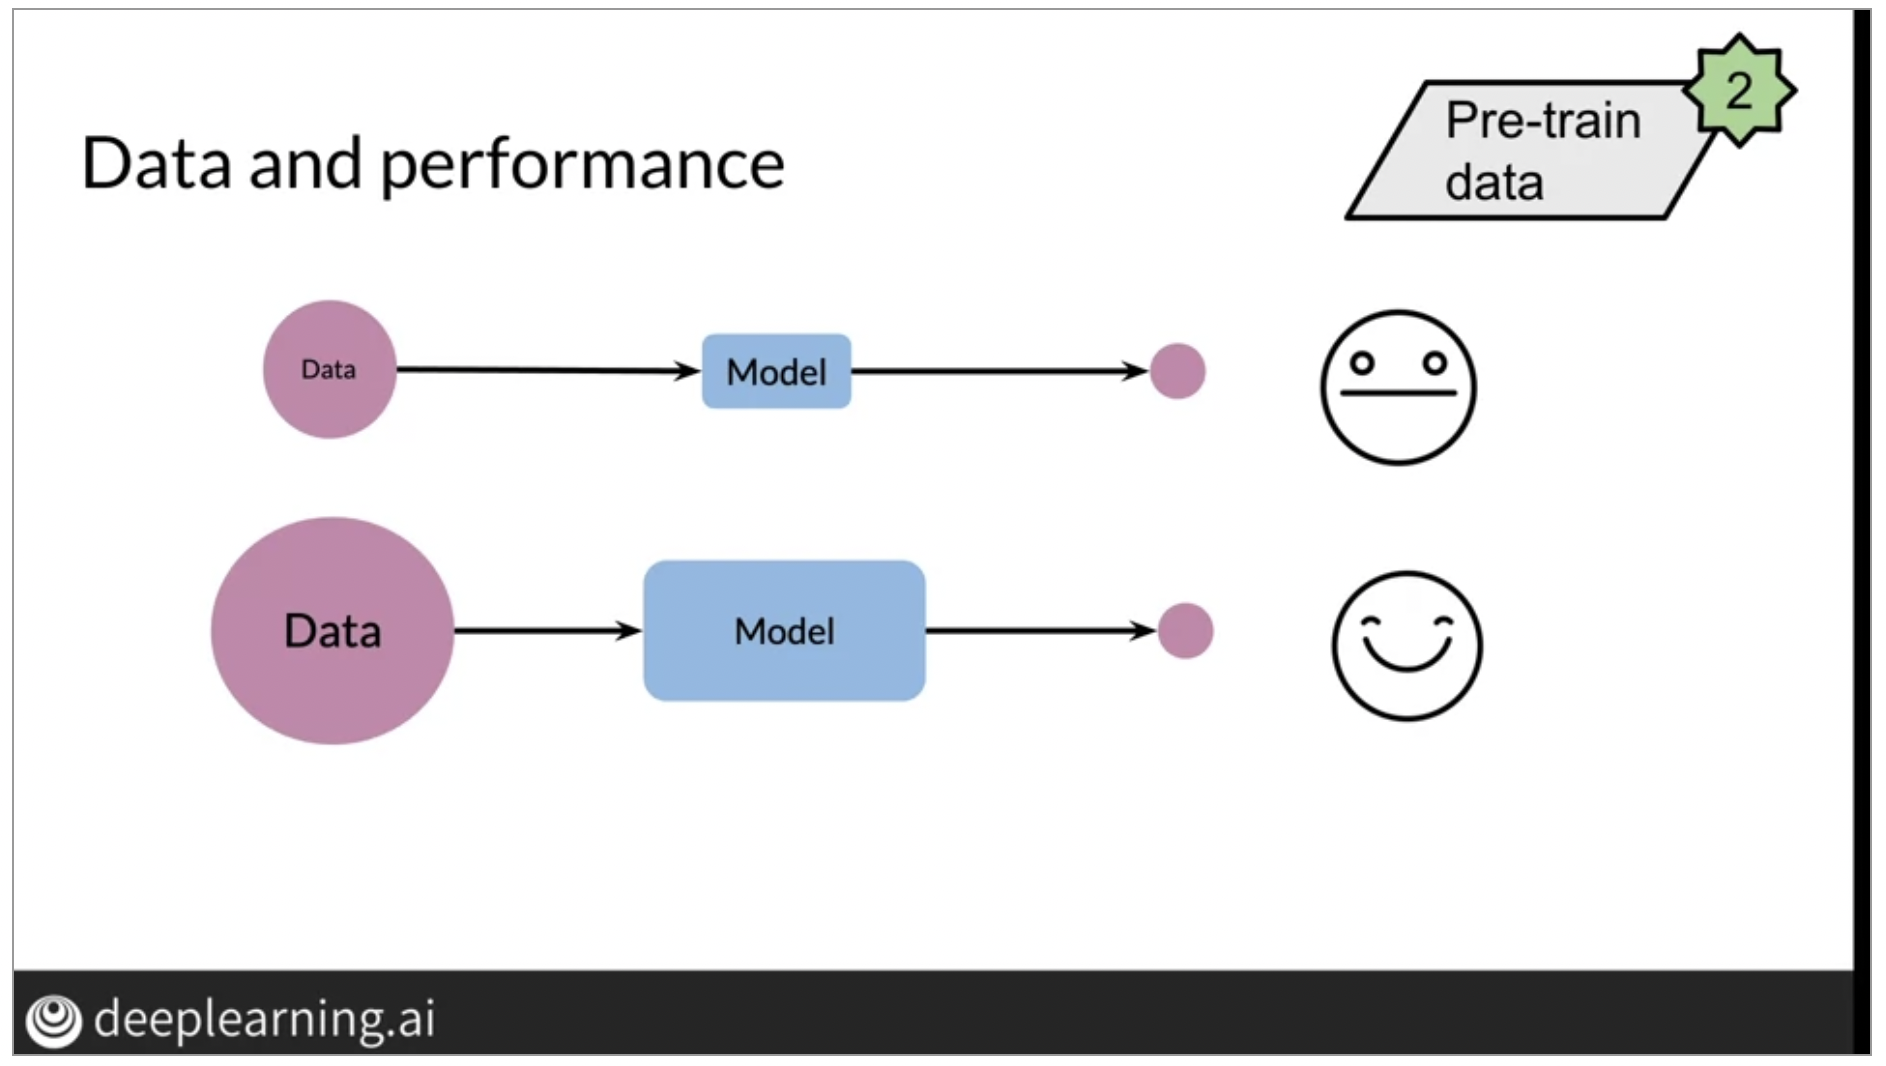 2
Pre-train
data
Data and performance
Data
Model
Data
Model
deeplearning.ai